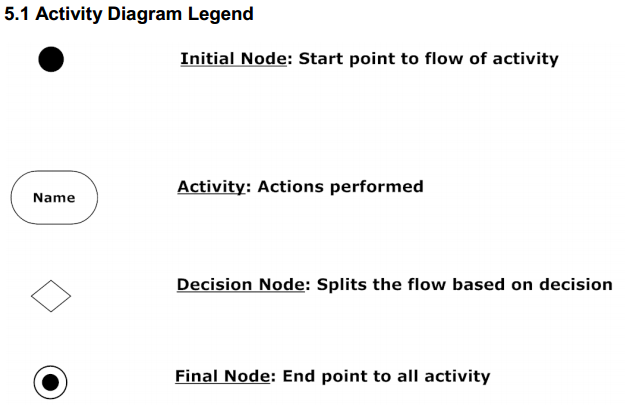 5.1 Activity Diagram Legend
Initial Node: Start point to flow of activity
Name
Activity: Actions performed
Decision Node: Splits the flow based on decision
Final Node: End point to all activity